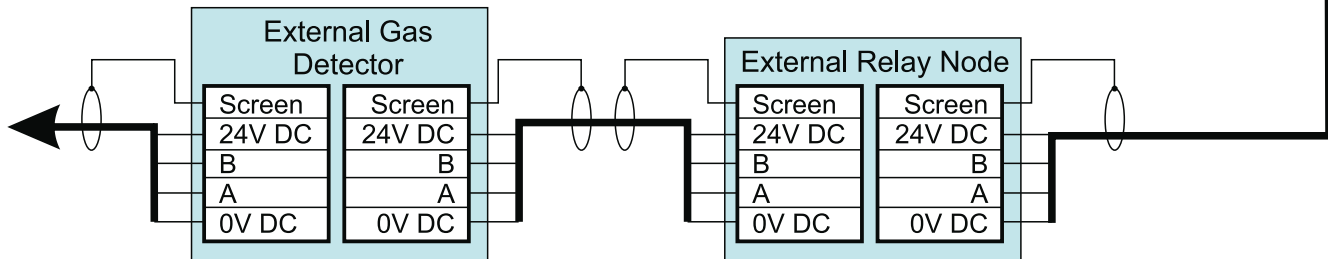 External Gas
Detector
Screen
24V DC
B
A
0V DC
Screen
24V DC
B
A
0V DC
External Relay Node
Screen
24V DC
B
A
0V DC
Screen
24V DC
B
A
0V DC